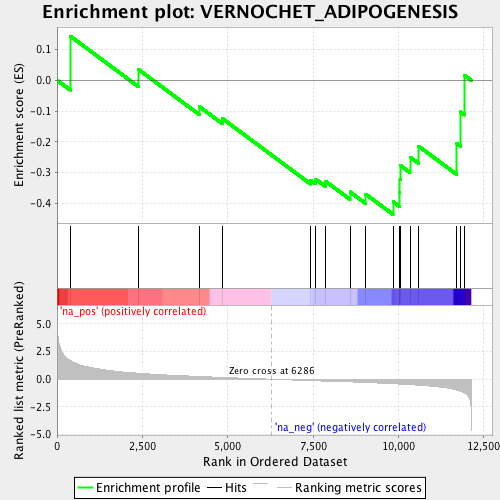 Enrichment plot: VERNOCHET_ADIPOGENESIS
Enrichment score (ES)
0.1
0.0
-0.1
-0.2
-0.3
-0.4
'na_pos' (positively correlated)
Ranked list metric (PreRanked)
5.0
2.5
0.0
-2.5
-5.0
Zero cross at 6286
'na_neg' (negatively correlated)
0
2,500
5,000
7,500
10,000
12,500
Rank in Ordered Dataset
Enrichment profile
Hits
Ranking metric scores